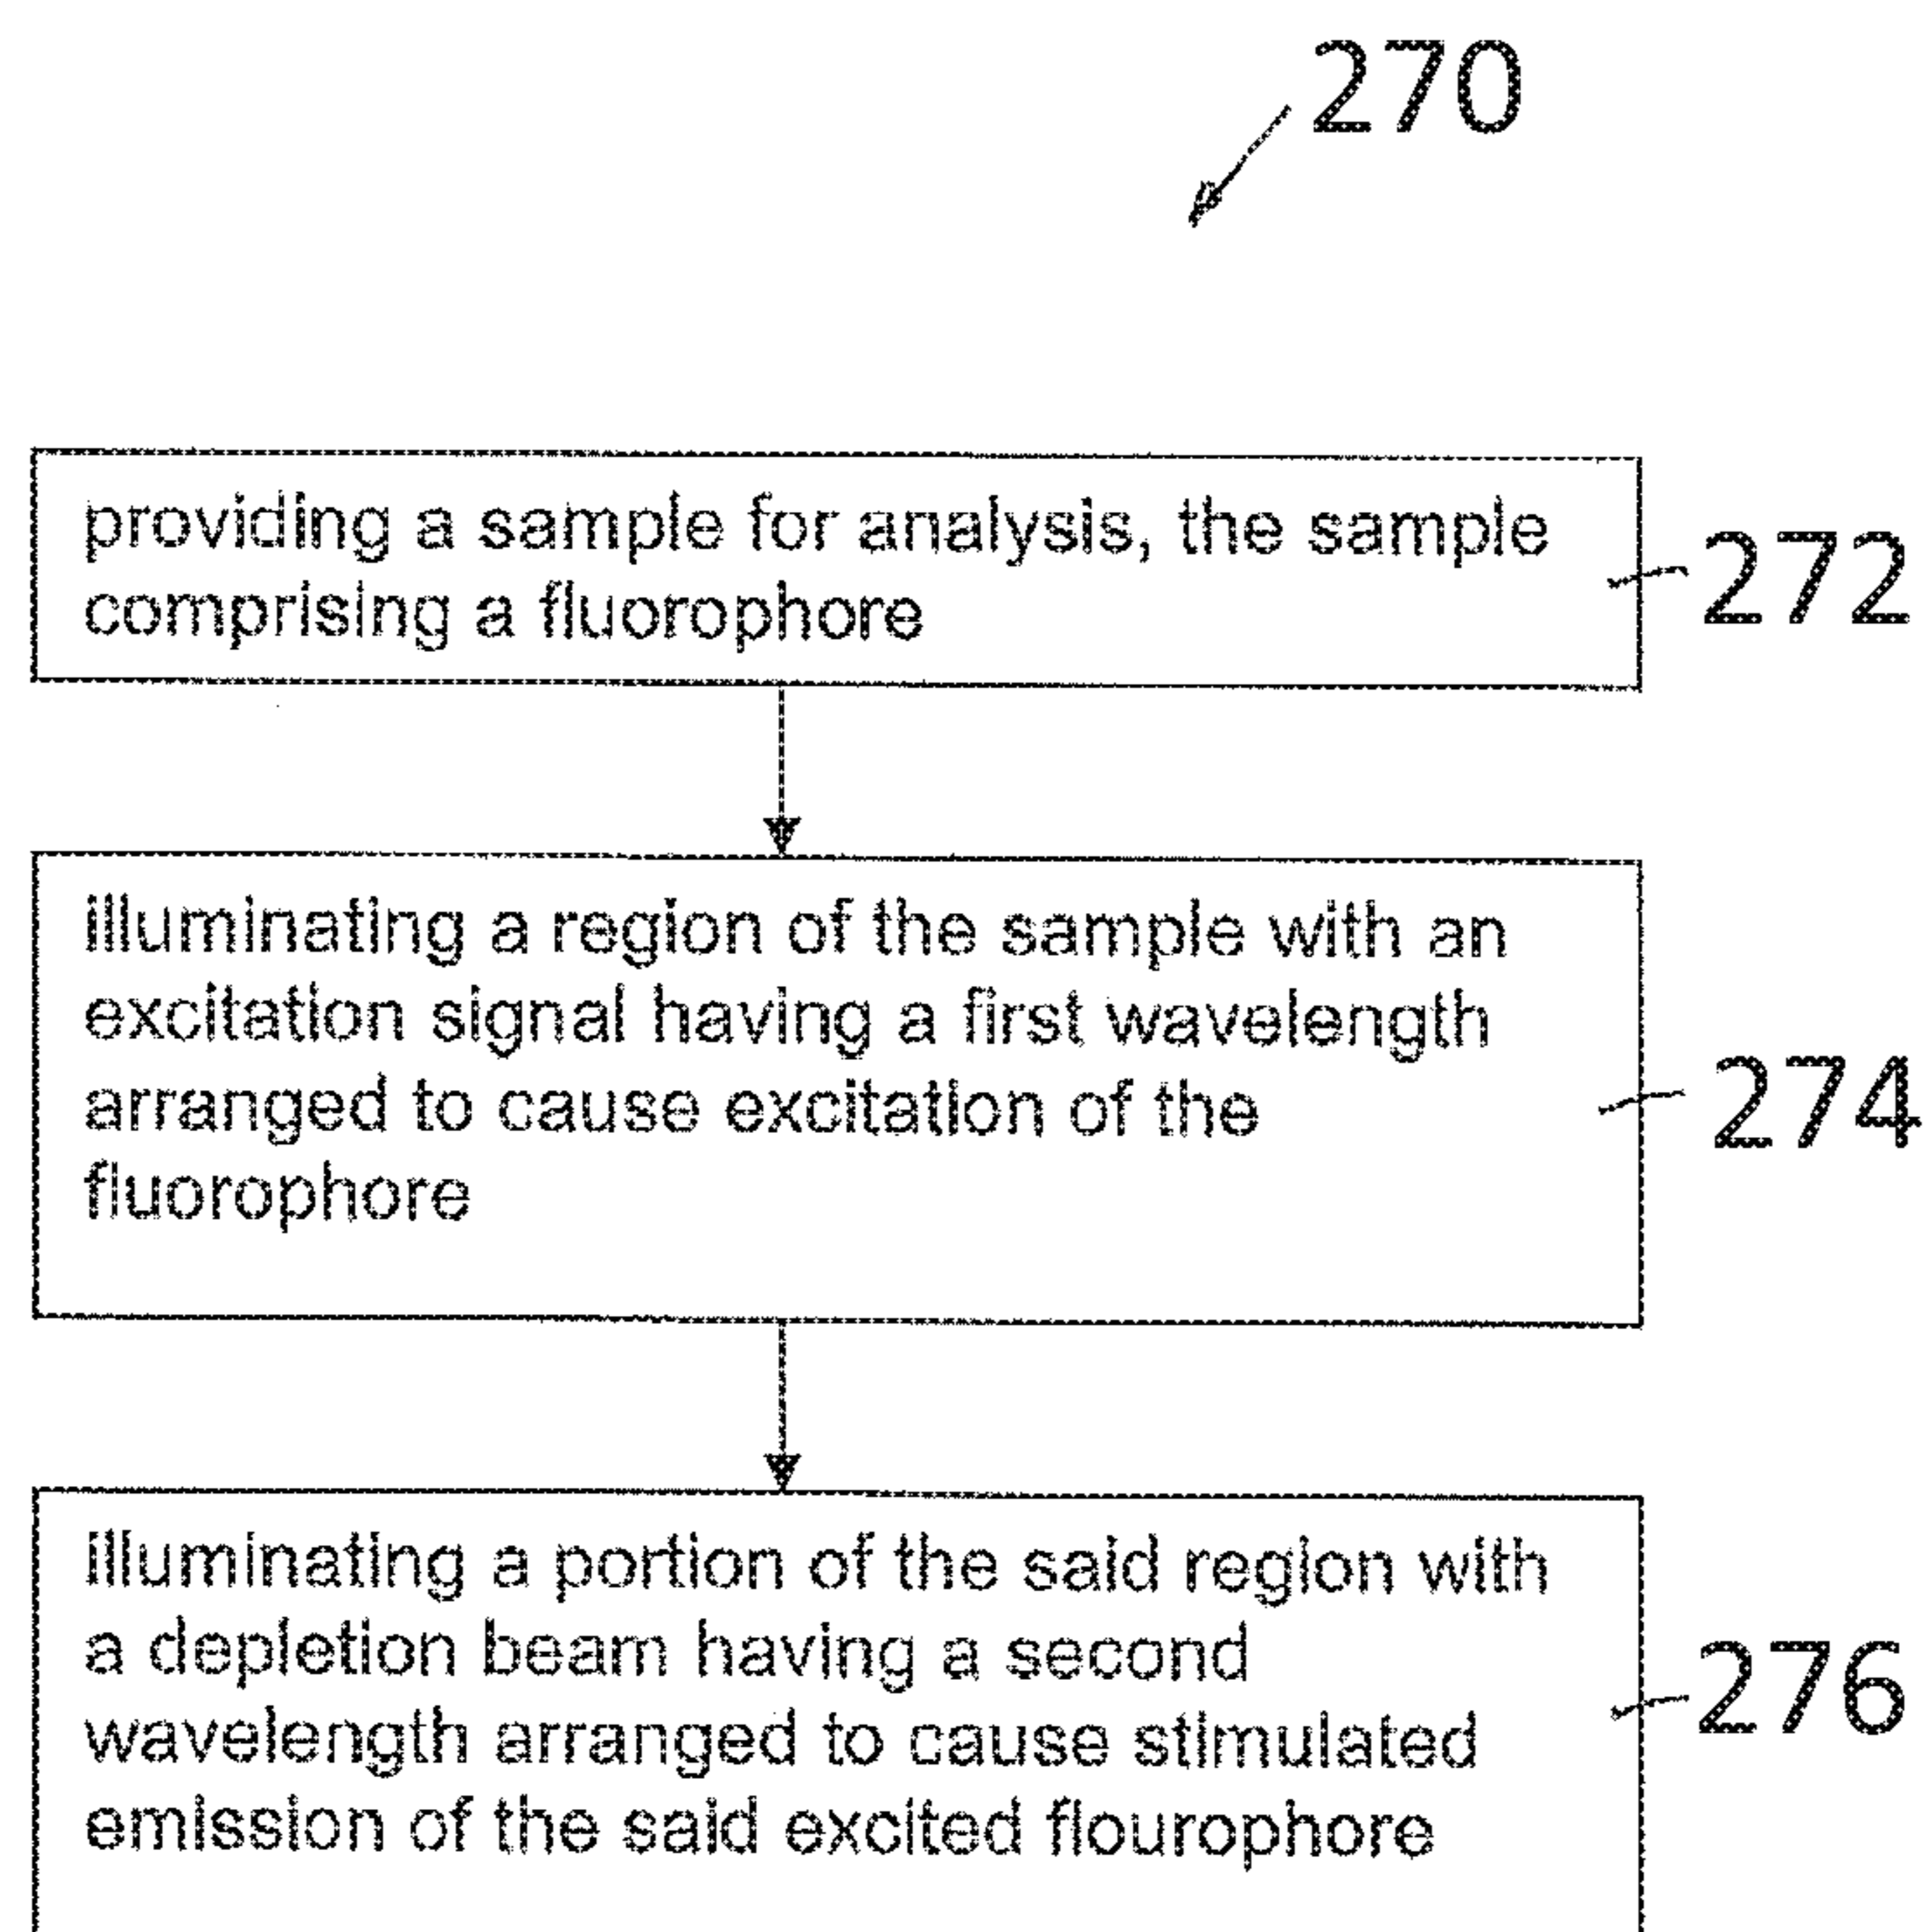 270
providing a sample for analysis, the sample
comprising a fluorophore
272
illuminating a region of the sample with an
excitation signal having a first wavelength
arranged to cause excitation of the
fluorophore
274
illuminating a portion of the said region with
a depletion beam having a second
wavelength arranged to cause stimulated
emission of the said excited flourophore
276